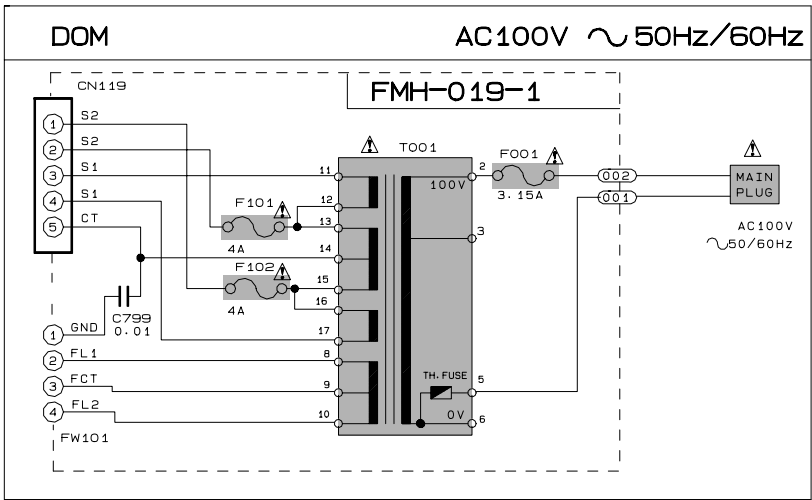 DOM
AC100V 50Hz/60Hz
CN119
FMH-019-1
1 S2
2 S2
3 S1
4 S1
5 CT
T001
F001
2
100V
3.15A
002
001
MAIN
PLUG
AC100V
50/60Hz
3
11
12
F101
13
4A
14
F102
15
4A
16
17
C799
0.01
1 GND
2 FL1
3 FCT
4 FL2
FW101
8
9
10
TH.FUSE
5
0V
6